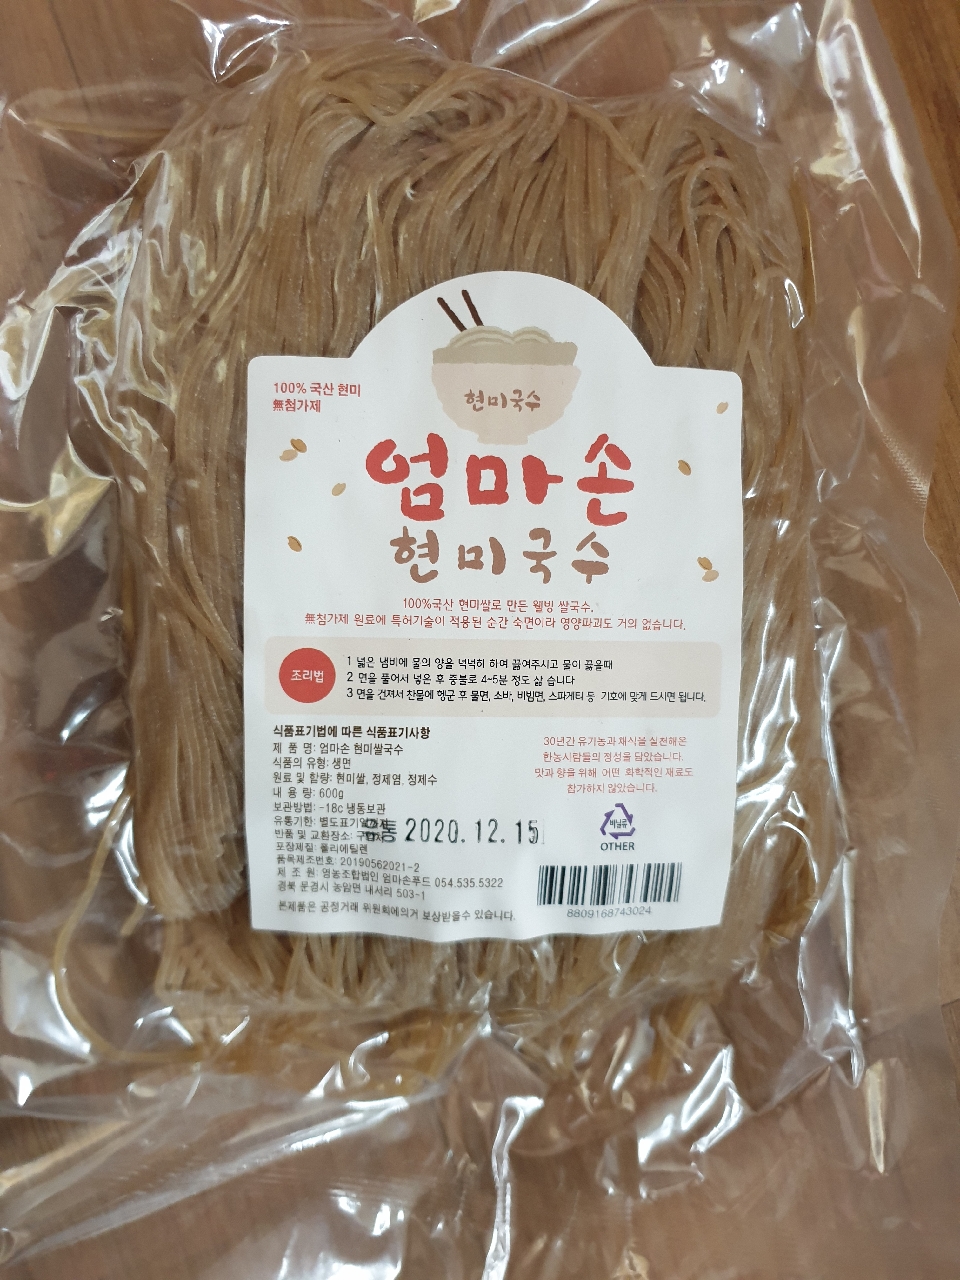 현미국수
100% 국산 현미
無첨가제
엄마손
현미국수
100%국산 현미쌀로 만든 웰빙 쌀국수.
無첨가제 원료에 특허기술이 적용된 순간 숙면이라 영양파괴도 거의 없습니다.
조리법
1 넓은 냄비에 물의 양을 넉넉히 하여 끓여주시고 물이 끓을때
2 면을 풀어서 넣은 후 중불로 4~5분 정도 삶 습니다
3 면을 건져서 찬물에 헹군 후 물면, 소바, 비빔면, 스파게티 등 기호에 맞게 드시면 됩니다.
식품표기법에 따른 식품표기사항
제 품 명: 엄마손 현미쌀국수
식품의 유형: 생면
원료 및 함량: 현미쌀, 정제염, 정제수
내 용 량: 600g
보관방법: -18c 냉동보관
유통기한: 별도표기일까지
반품 및 교환장소: 구입처
냉동 2020.12.15
포장재질: 폴리에틸렌
품목제조번호: 20190562021-2
제 조 원: 영농조합법인 엄마손푸드 054.535.5322
경북 문경시 농암면 내서리 503-1
본제품은 공정거래 위원회에의거 보상받을수 있습니다.
30년간 유기농과 채식을 실천해온
한농사람들의 정성을 담았습니다.
맛과 향을 위해 어떤 화학적인 재료도
참가하지 않았습니다.
비닐류
OTHER
8809168743024